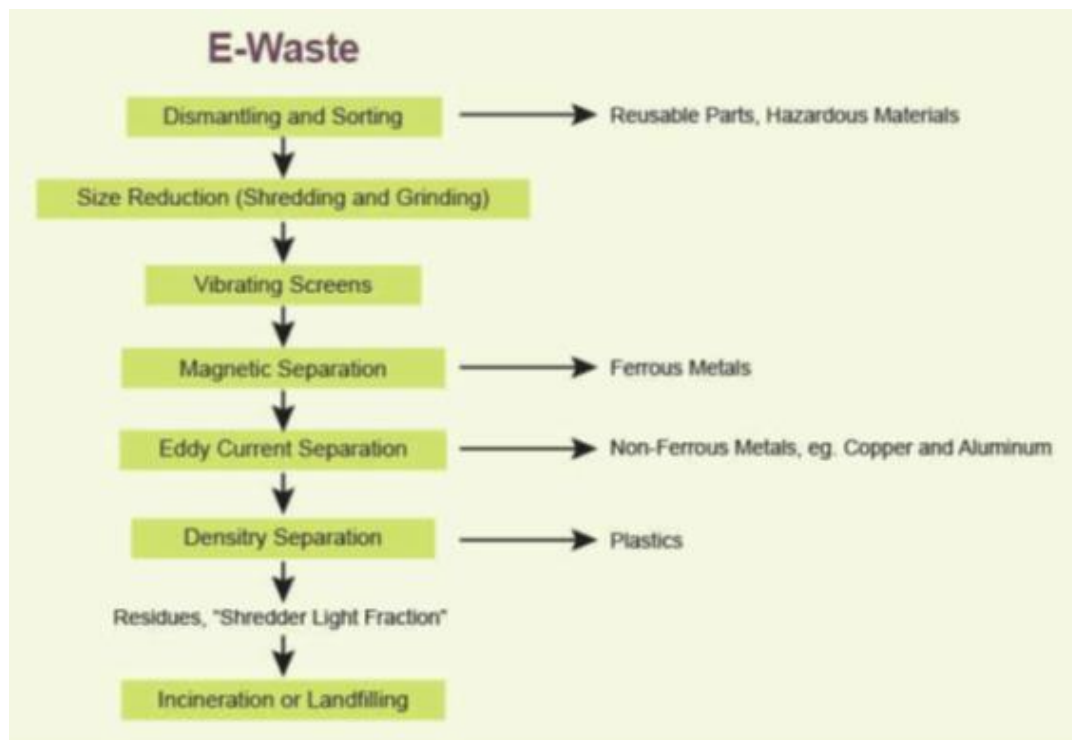 E-Waste
Dismantling and Sorting
Reusable Parts, Hazardous Materials
Size Reduction (Shredding and Grinding)
Vibrating Screens
Magnetic Separation
Ferrous Metals
Eddy Current Separation
Non-Ferrous Metals, eg. Copper and Aluminum
Densitry Separation
Plastics
Residues, "Shredder Light Fraction"
Incineration or Landfilling